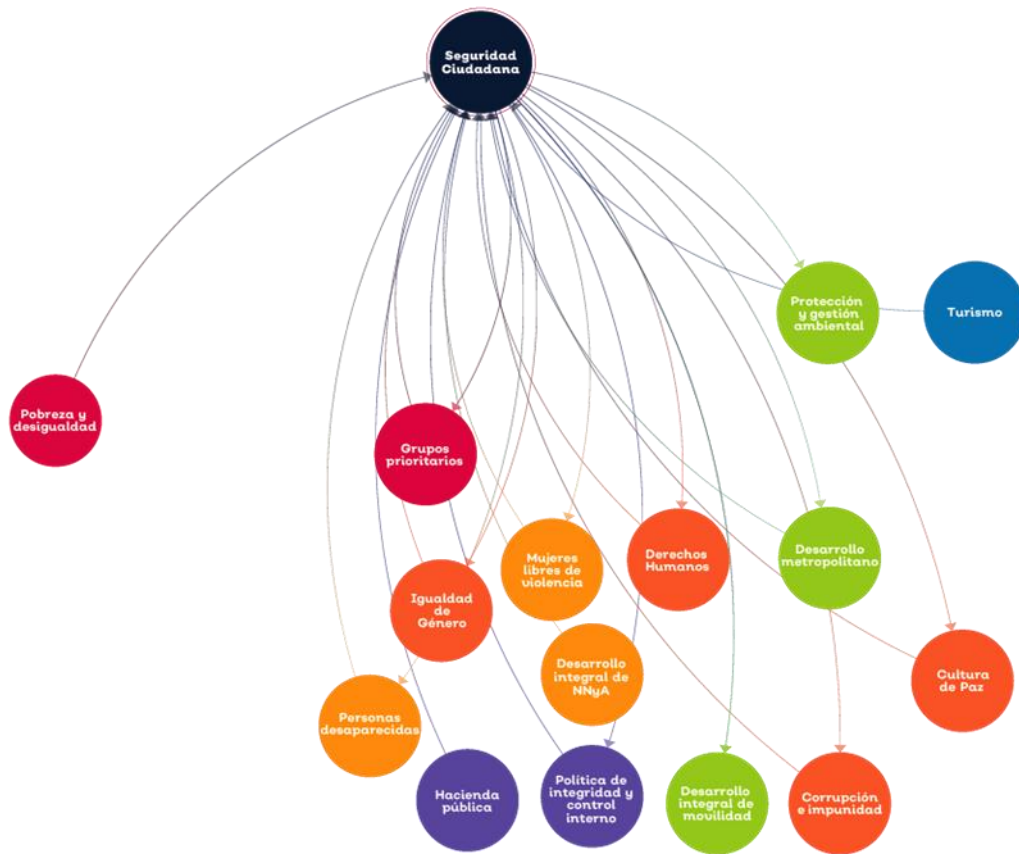 Seguridad
Ciudadana
Protección
y gestión
ambiental
Turismo
Pobreza y
desigualdad
Grupos
prioritarios
Mujeres
libres de
violencia
Derechos
Humanos
Desarrollo
metropolitano
Igualdad
de
Género
Desarrollo
integral de
NNyA
Cultura
de Paz
Personas
desaparecidas
Hacienda
pública
Política de
integridad y
control
interno
Desarrollo
integral de
movilidad
Corrupción
e impunidad